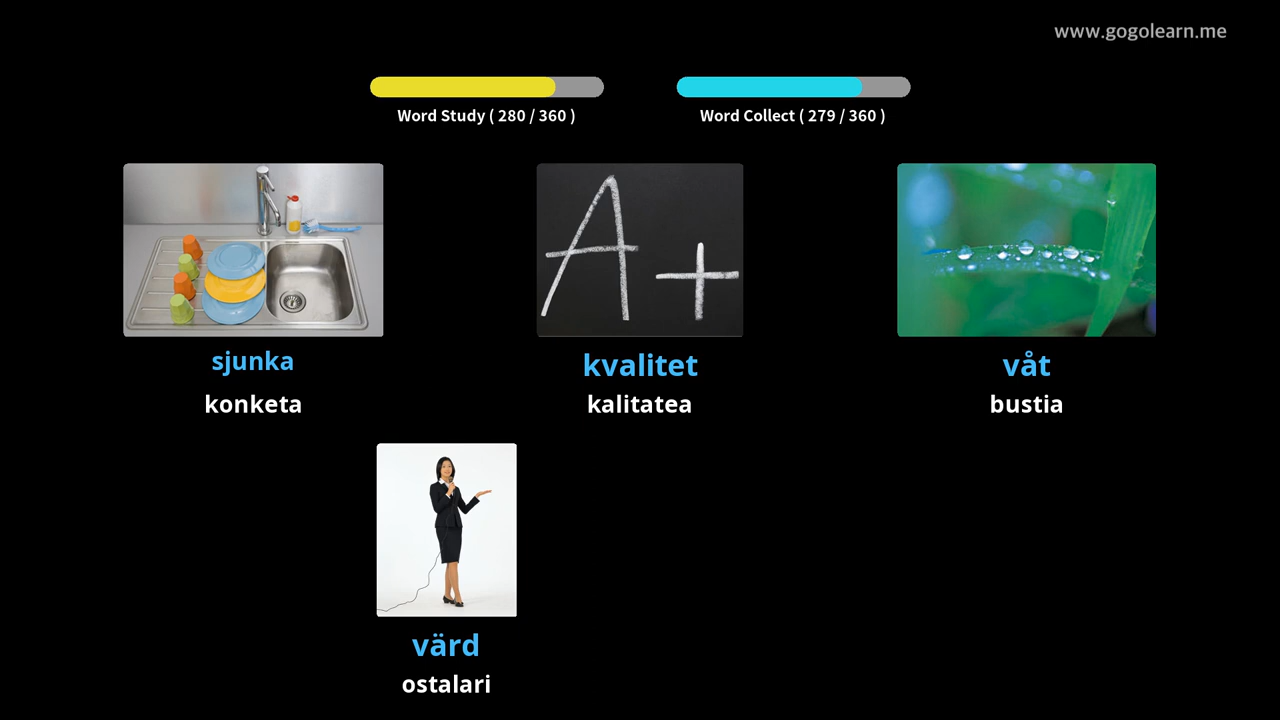 www.gogolearn.me
Word Study ( 280 / 360 )
Word Collect ( 279 / 360 )
A+
sjunka
konketa
kvalitet
kalitatea
våt
bustia
värd
ostalari